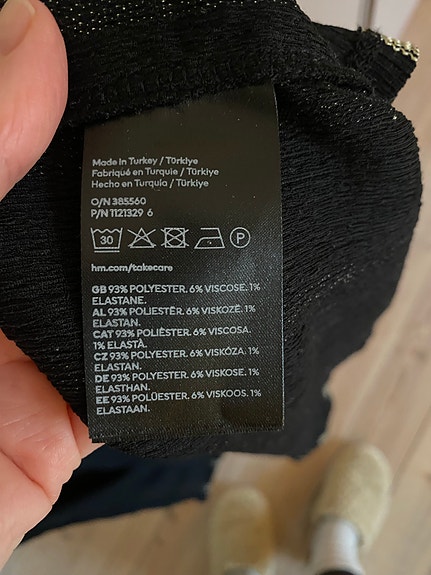 Made in Turkey / Türkiye
Fabriqué en Turquie / Türkiye
Hecho en Turquía / Türkiye
O/N 385560
P/N 1121329 6
30 P
hm.com/takecare
GB 93% POLYESTER. 6% VISCOSE. 1%
ELASTANE.
AL 93% POLIESTËR. 6% VISKOZË. 1%
ELASTAN.
CAT 93% POLIÈSTER. 6% VISCOSA.
1% ELASTÀ.
CZ 93% POLYESTER. 6% VISKÓZA. 1%
ELASTAN.
DE 93% POLYESTER. 6% VISKOSE. 1%
ELASTHAN.
EE 93% POLÜESTER. 6% VISKOOS. 1%
ELASTAAN.